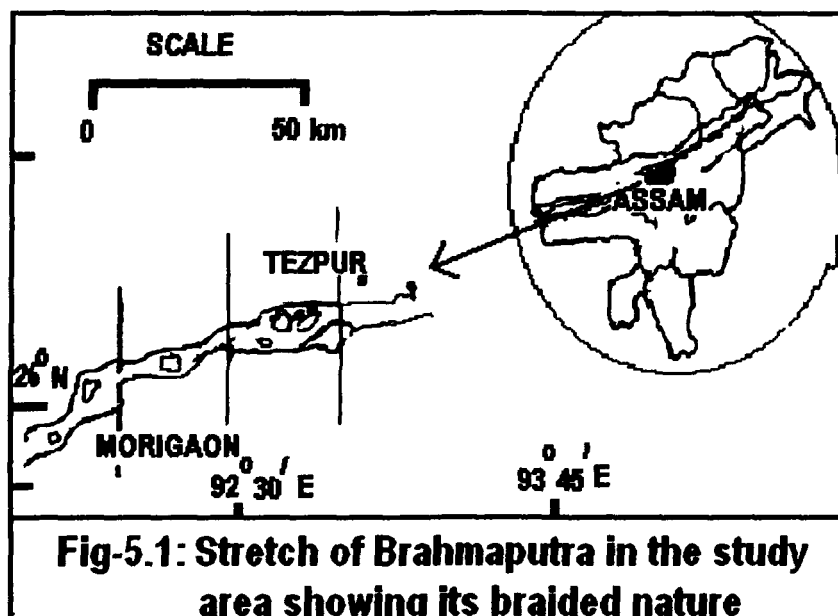 SCALE
0 50 km
ASSAM
TEZPUR
26° N
MORIGAON
92° 30' E
93° 45' E
Fig-5.1: Stretch of Brahmaputra in the study
area showing its braided nature